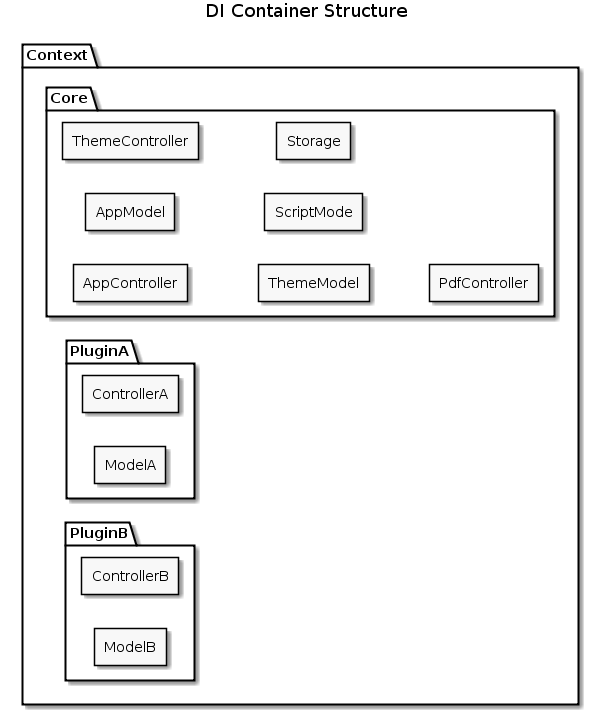 DI Container Structure
Context
Core
ThemeController
Storage
AppModel
ScriptMode
AppController
ThemeModel
PdfController
PluginA
ControllerA
ModelA
PluginB
ControllerB
ModelB